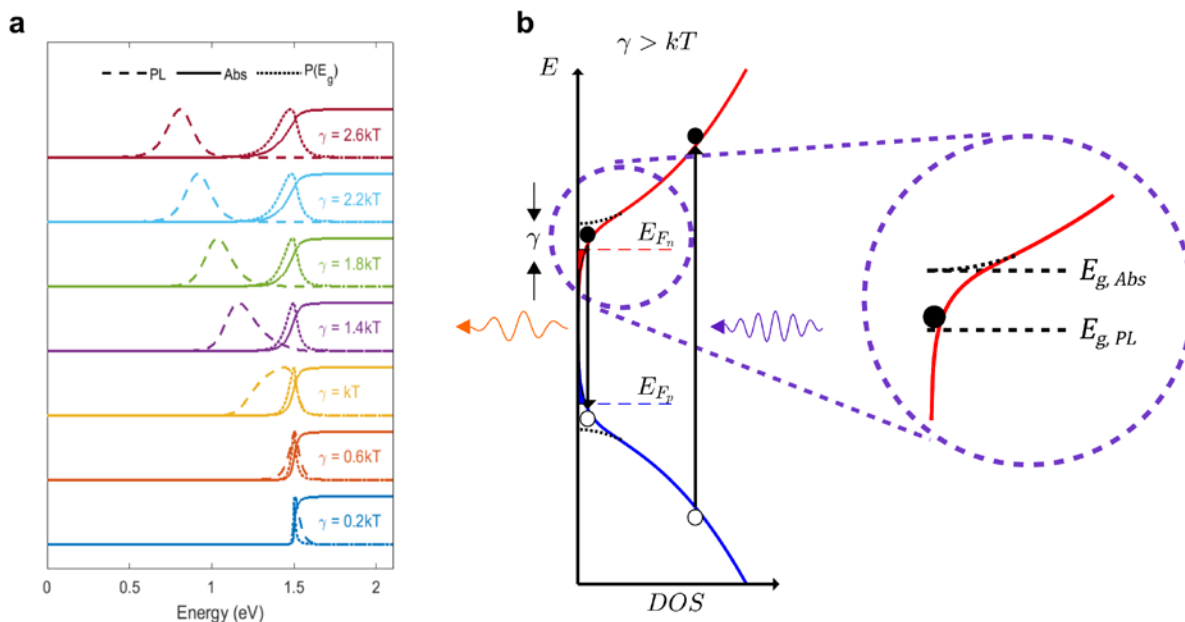 a
PL Abs P(E_g)
γ = 2.6kT
γ = 2.2kT
γ = 1.8kT
γ = 1.4kT
γ = kT
γ = 0.6kT
γ = 0.2kT
0 0.5 1 1.5 2
Energy (eV)
b
γ > kT
E
γ
E_{F_n}
E_{F_p}
DOS
E_{g, Abs}
E_{g, PL}